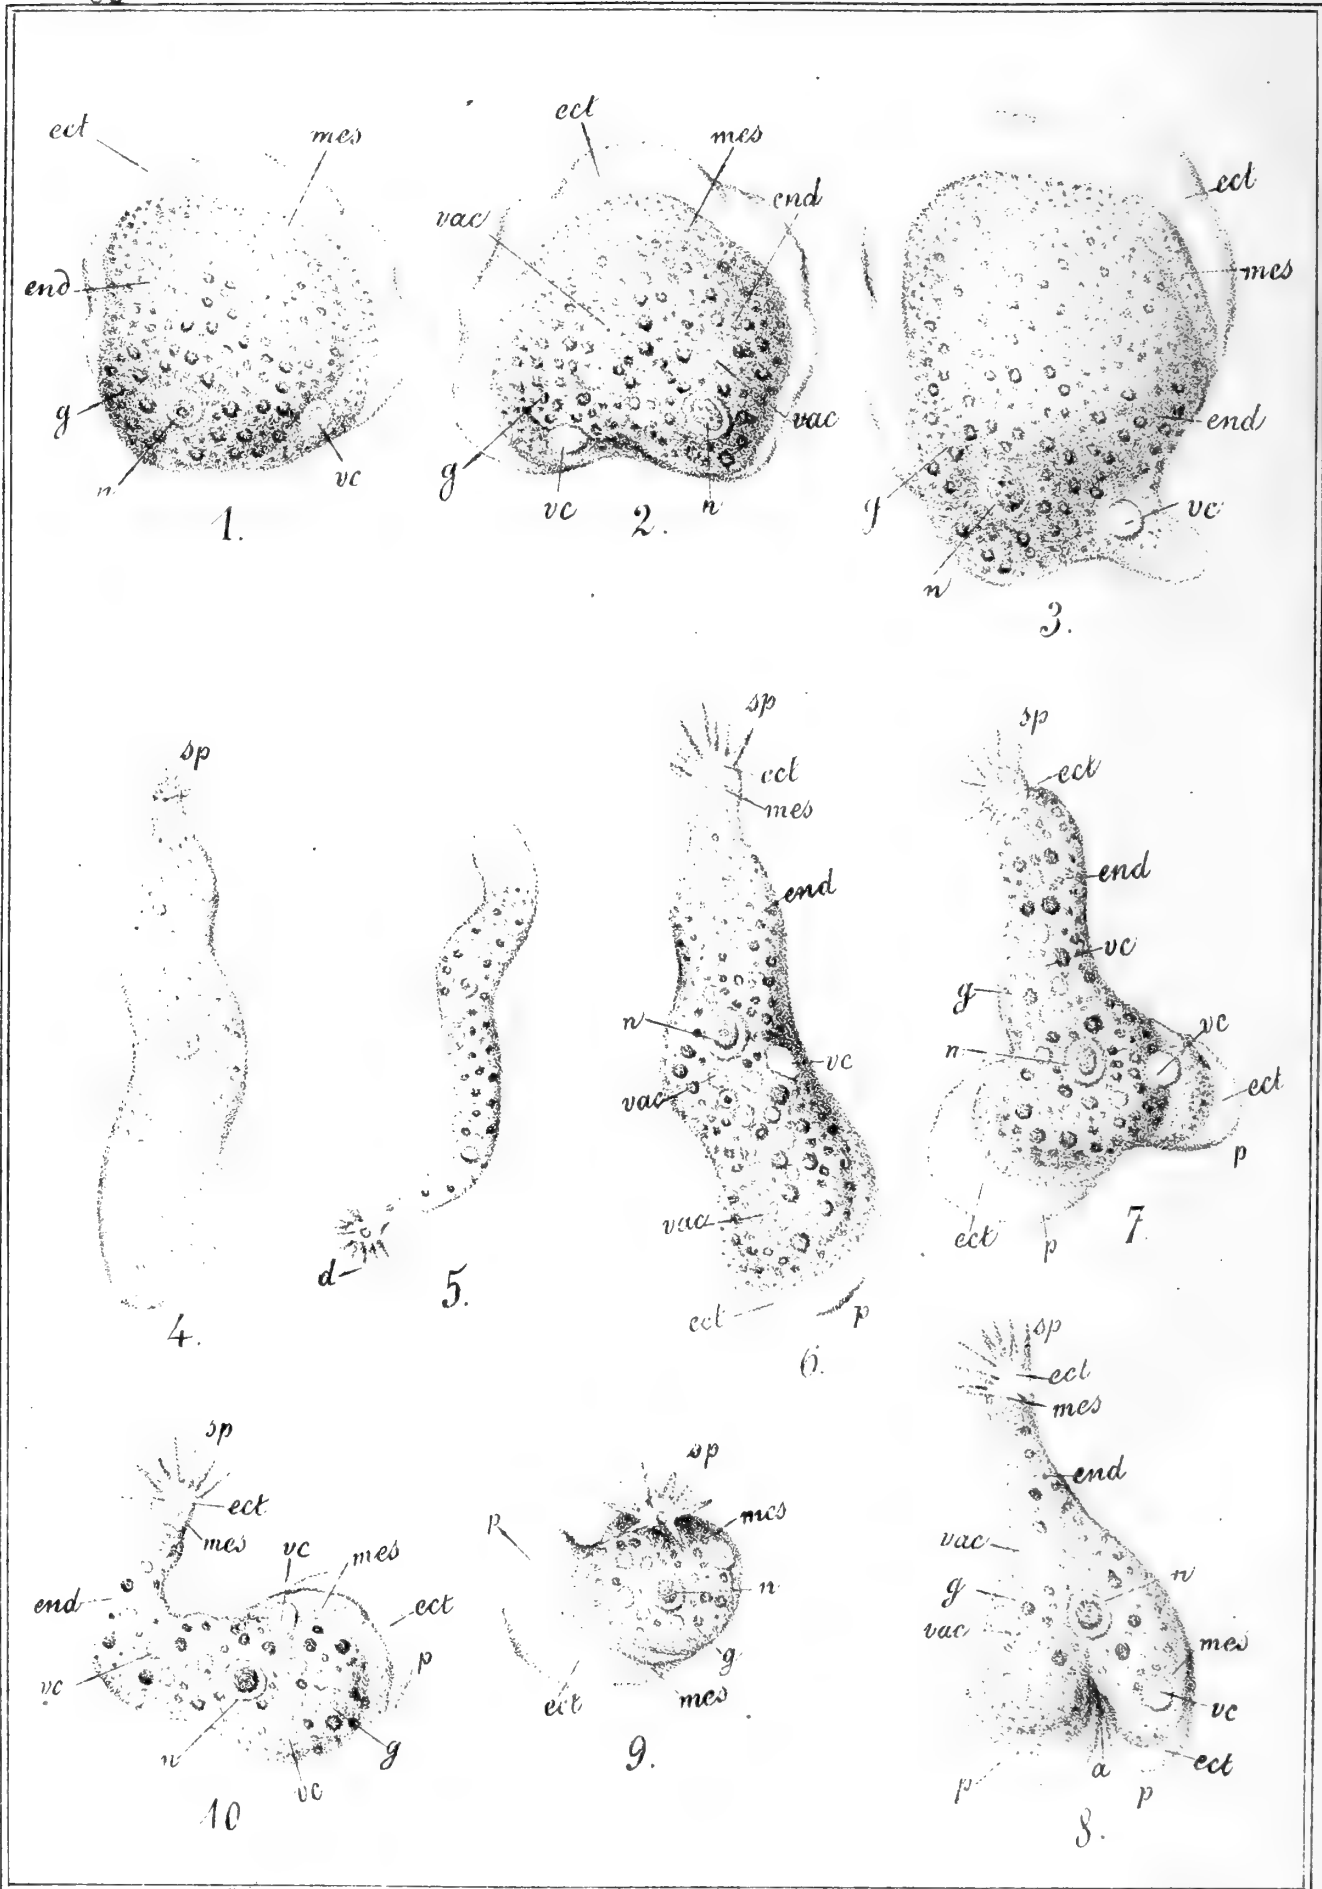 ect
mes
end
g
n
vc
1.
ect
mes
end
vac
vac
g
vc
n
2.
ect
mes
end
g
vc
n
3.
sp
4.
d
5.
sp
ect
mes
end
n
vc
vac
vac
ect
p
6.
sp
ect
end
vc
g
vc
n
ect
p
ect
p
7.
sp
ect
mes
end
vc
mes
ect
p
vc
n
vc
g
10
sp
mes
p
n
g
ect
mes
9.
sp
ect
mes
end
vac
n
g
vac
mes
vc
ect
p
a
p
8.